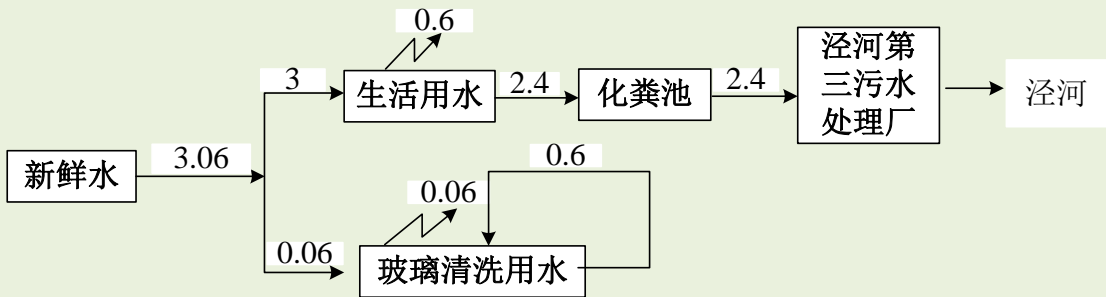 0.6
3
生活用水
2.4
化粪池
2.4
泾河第
三污水
处理厂
泾河
新鲜水
3.06
0.6
0.06
0.06
玻璃清洗用水